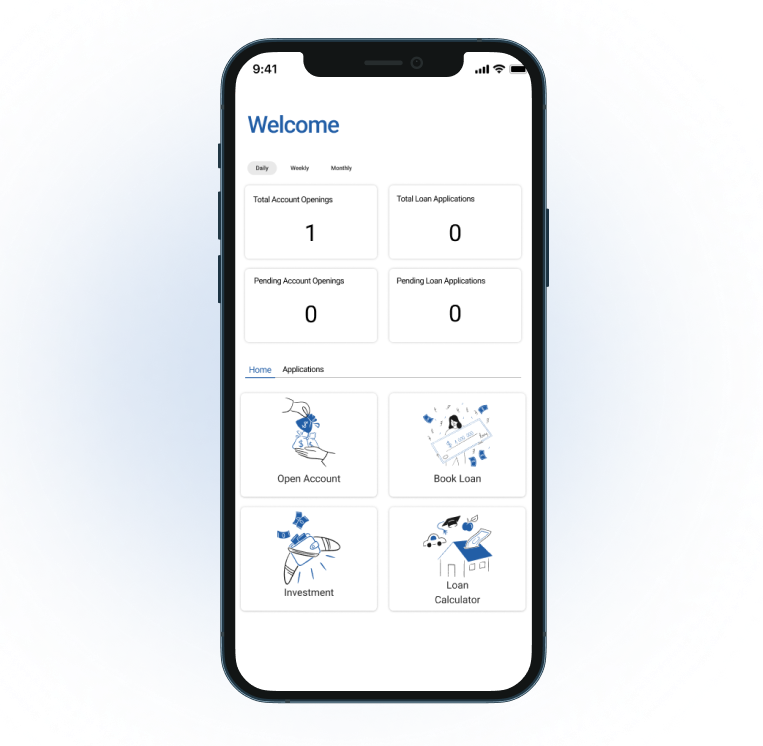 9:41
Welcome
Daily Weekly Monthly
Total Account Openings
1
Total Loan Applications
0
Pending Account Openings
0
Pending Loan Applications
0
Home Applications
Open Account
Book Loan
Investment
Loan
Calculator